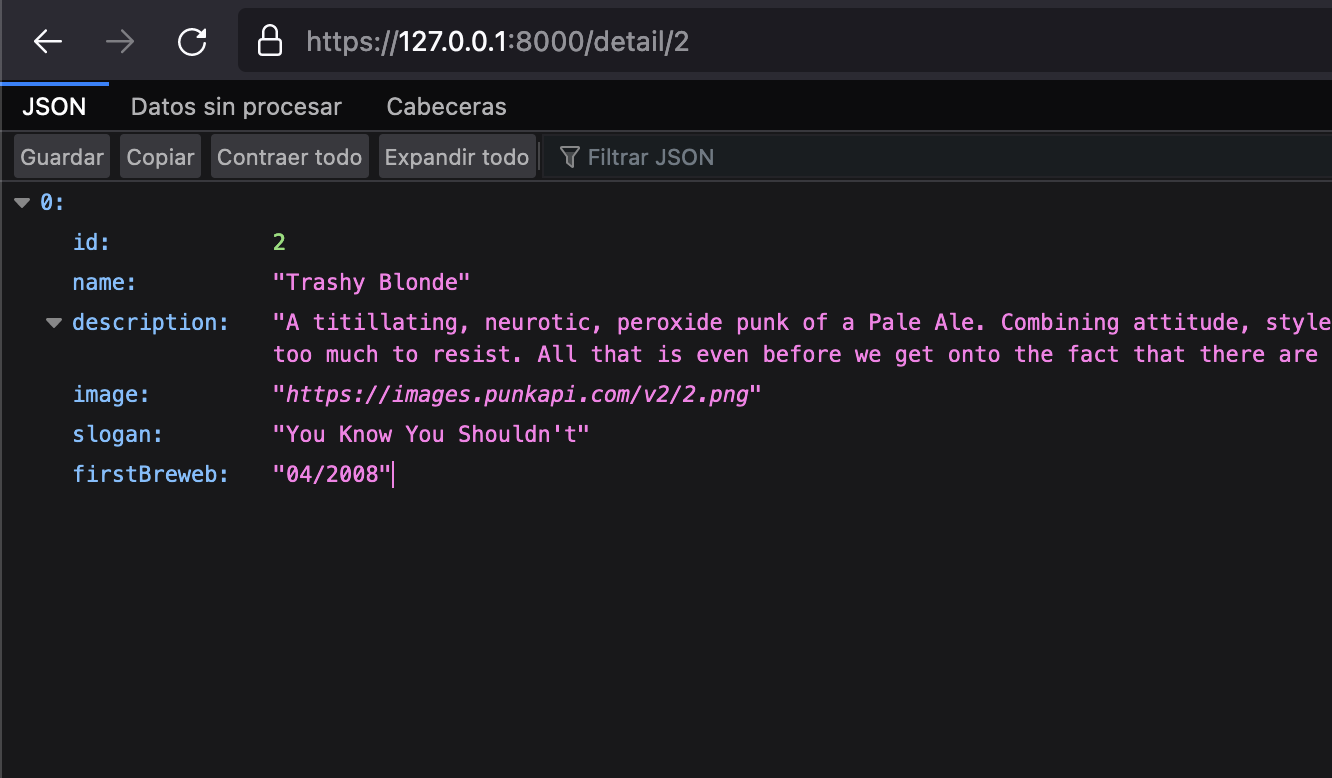 https://127.0.0.1:8000/detail/2
JSON Datos sin procesar Cabeceras
Guardar Copiar Contraer todo Expandir todo Filtrar JSON
0:
id: 2
name: "Trashy Blonde"
description: "A titillating, neurotic, peroxide punk of a Pale Ale. Combining attitude, style
too much to resist. All that is even before we get onto the fact that there are
image: "https://images.punkapi.com/v2/2.png"
slogan: "You Know You Shouldn't"
firstBreweb: "04/2008"